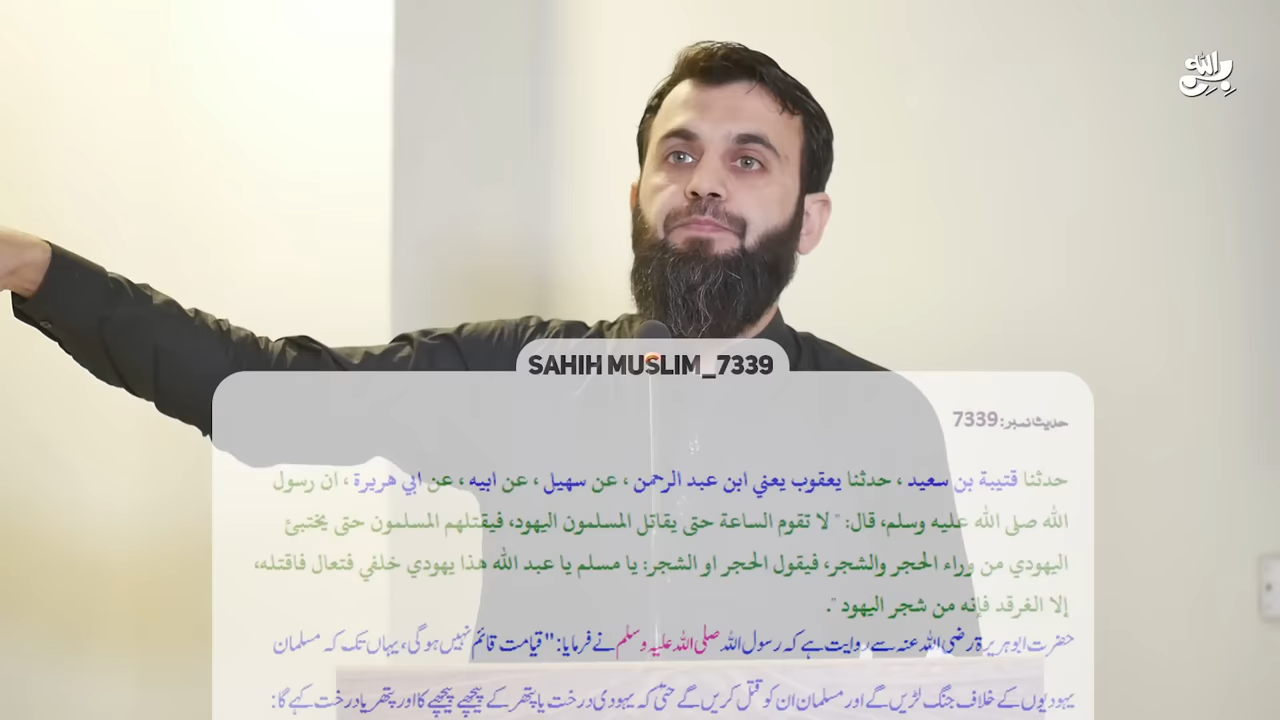 بسم الله
SAHIH MUSLIM_7339
حدیث نمبر: 7339
حدثنا قتيبة بن سعيد ، حدثنا يعقوب يعني ابن عبد الرحمن ، عن سهيل ، عن ابيه ، عن ابي هريرة ، ان رسول
الله صلى الله عليه وسلم، قال: " لا تقوم الساعة حتى يقاتل المسلمون اليهود، فيقتلهم المسلمون حتى يختبئ
اليهودي من وراء الحجر والشجر، فيقول الحجر او الشجر: يا مسلم يا عبد الله هذا يهودي خلفي فتعال فاقتله،
إلا الغرقد فإنه من شجر اليهود ".
حضرت ابوہریرۃ رضی اللہ عنہ سے روایت ہے کہ رسول اللہ صلی اللہ علیہ وسلم نے فرمایا: "قیامت قائم نہیں ہوگی، یہاں تک کہ مسلمان
یہودیوں کے خلاف جنگ لڑیں گے اور مسلمان ان کو قتل کریں گے حتیٰ کہ یہودی درخت یا پتھر کے پیچھے چھپے گا اور پتھر یا درخت کہے گا: